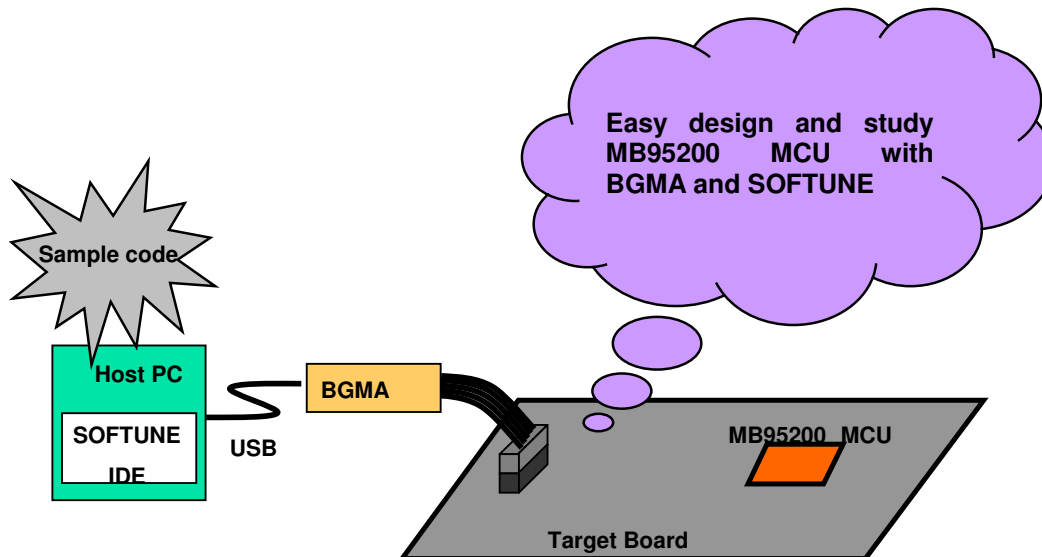 Easy design and study
MB95200 MCU with
BGMA and SOFTUNE
Sample code
Host PC
SOFTUNE
IDE
USB
BGMA
MB95200 MCU
Target Board